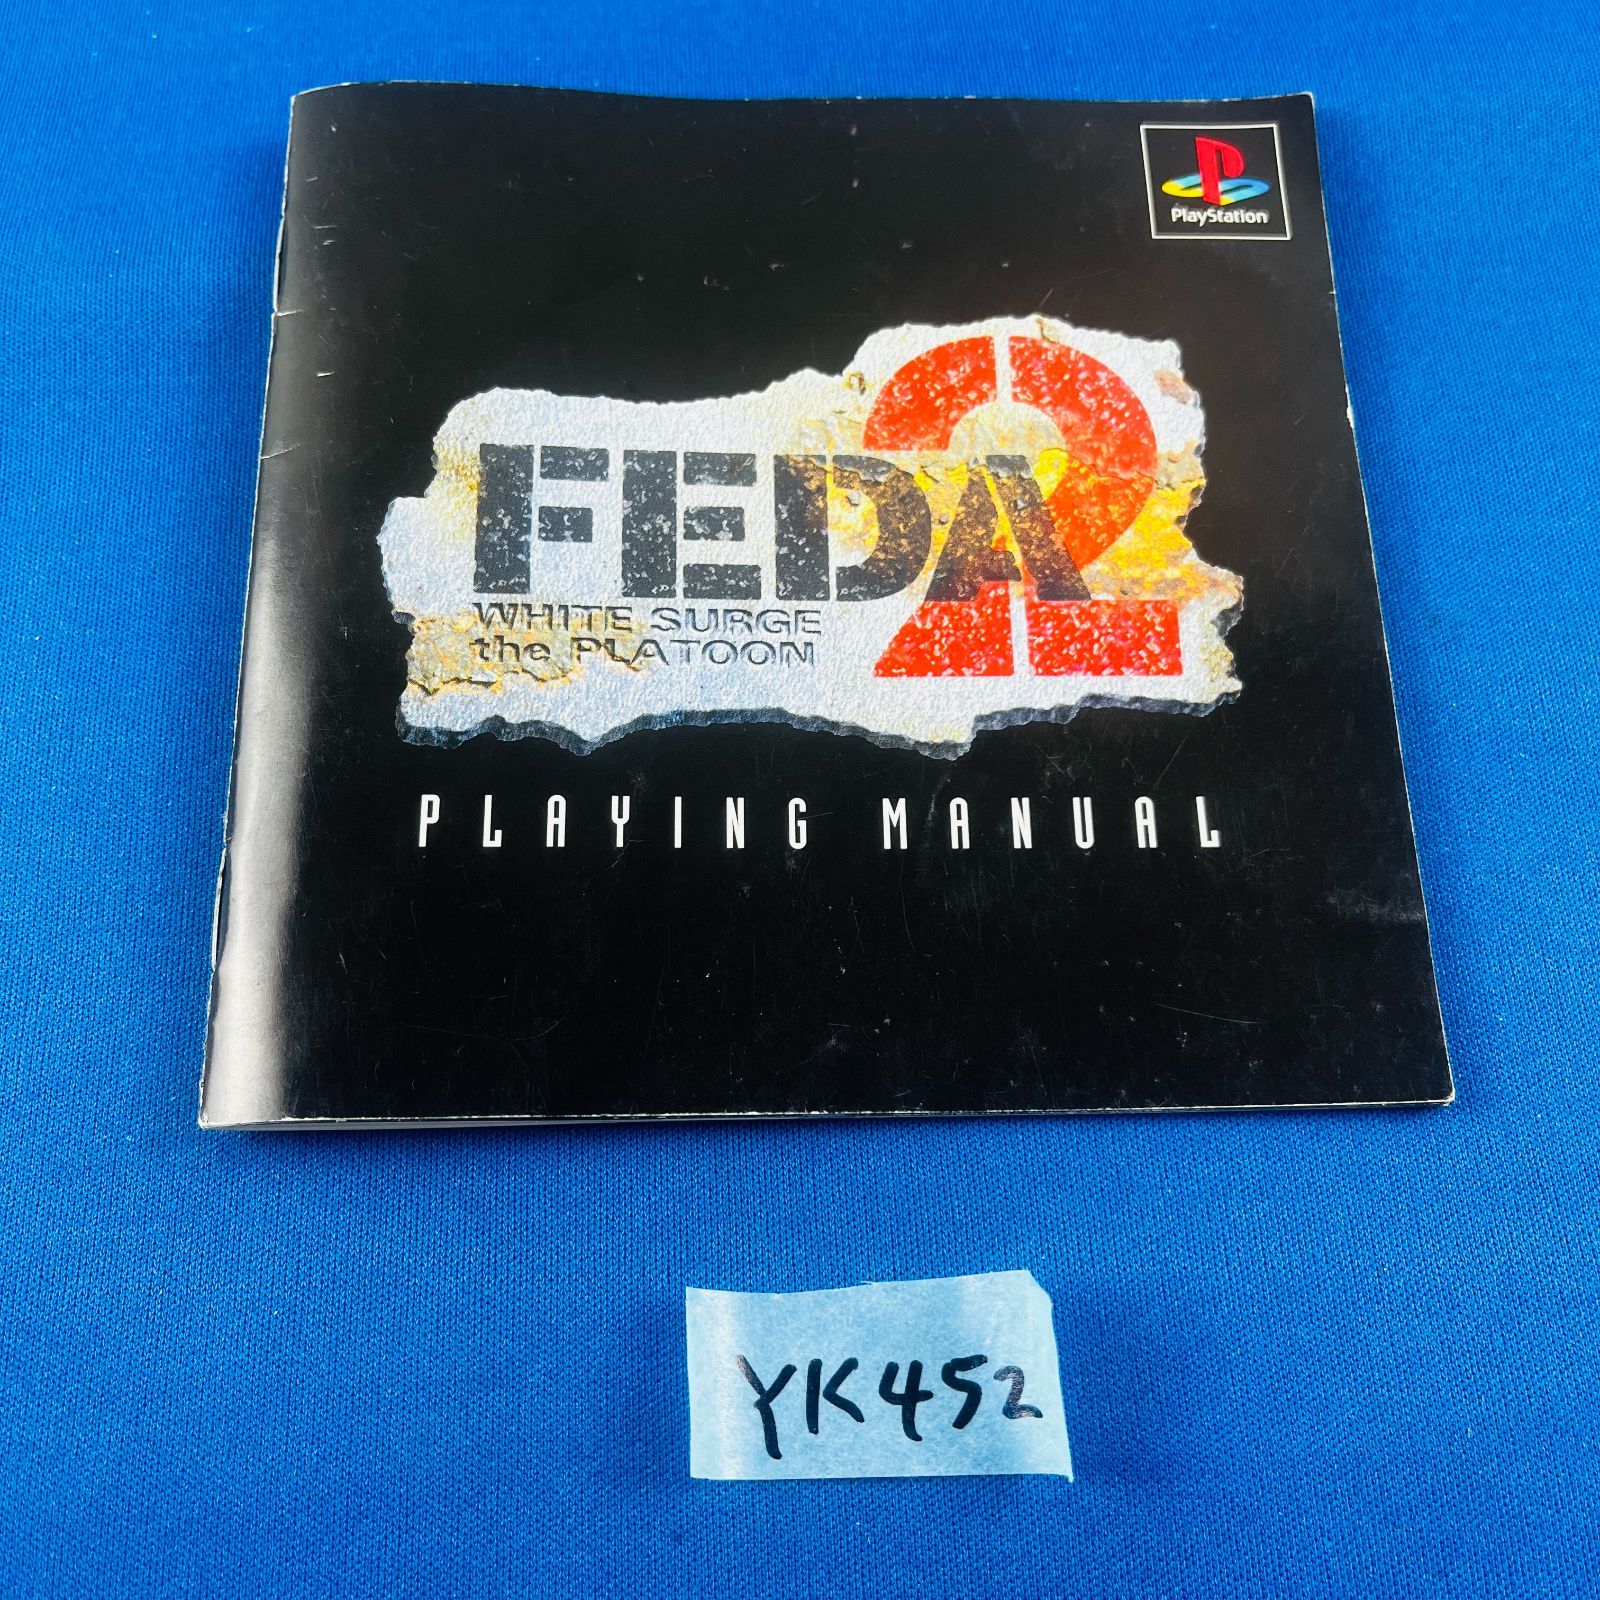 PlayStation
FEDA 2
WHITE SURGE
the PLATOON
PLAYING MANUAL
YK452